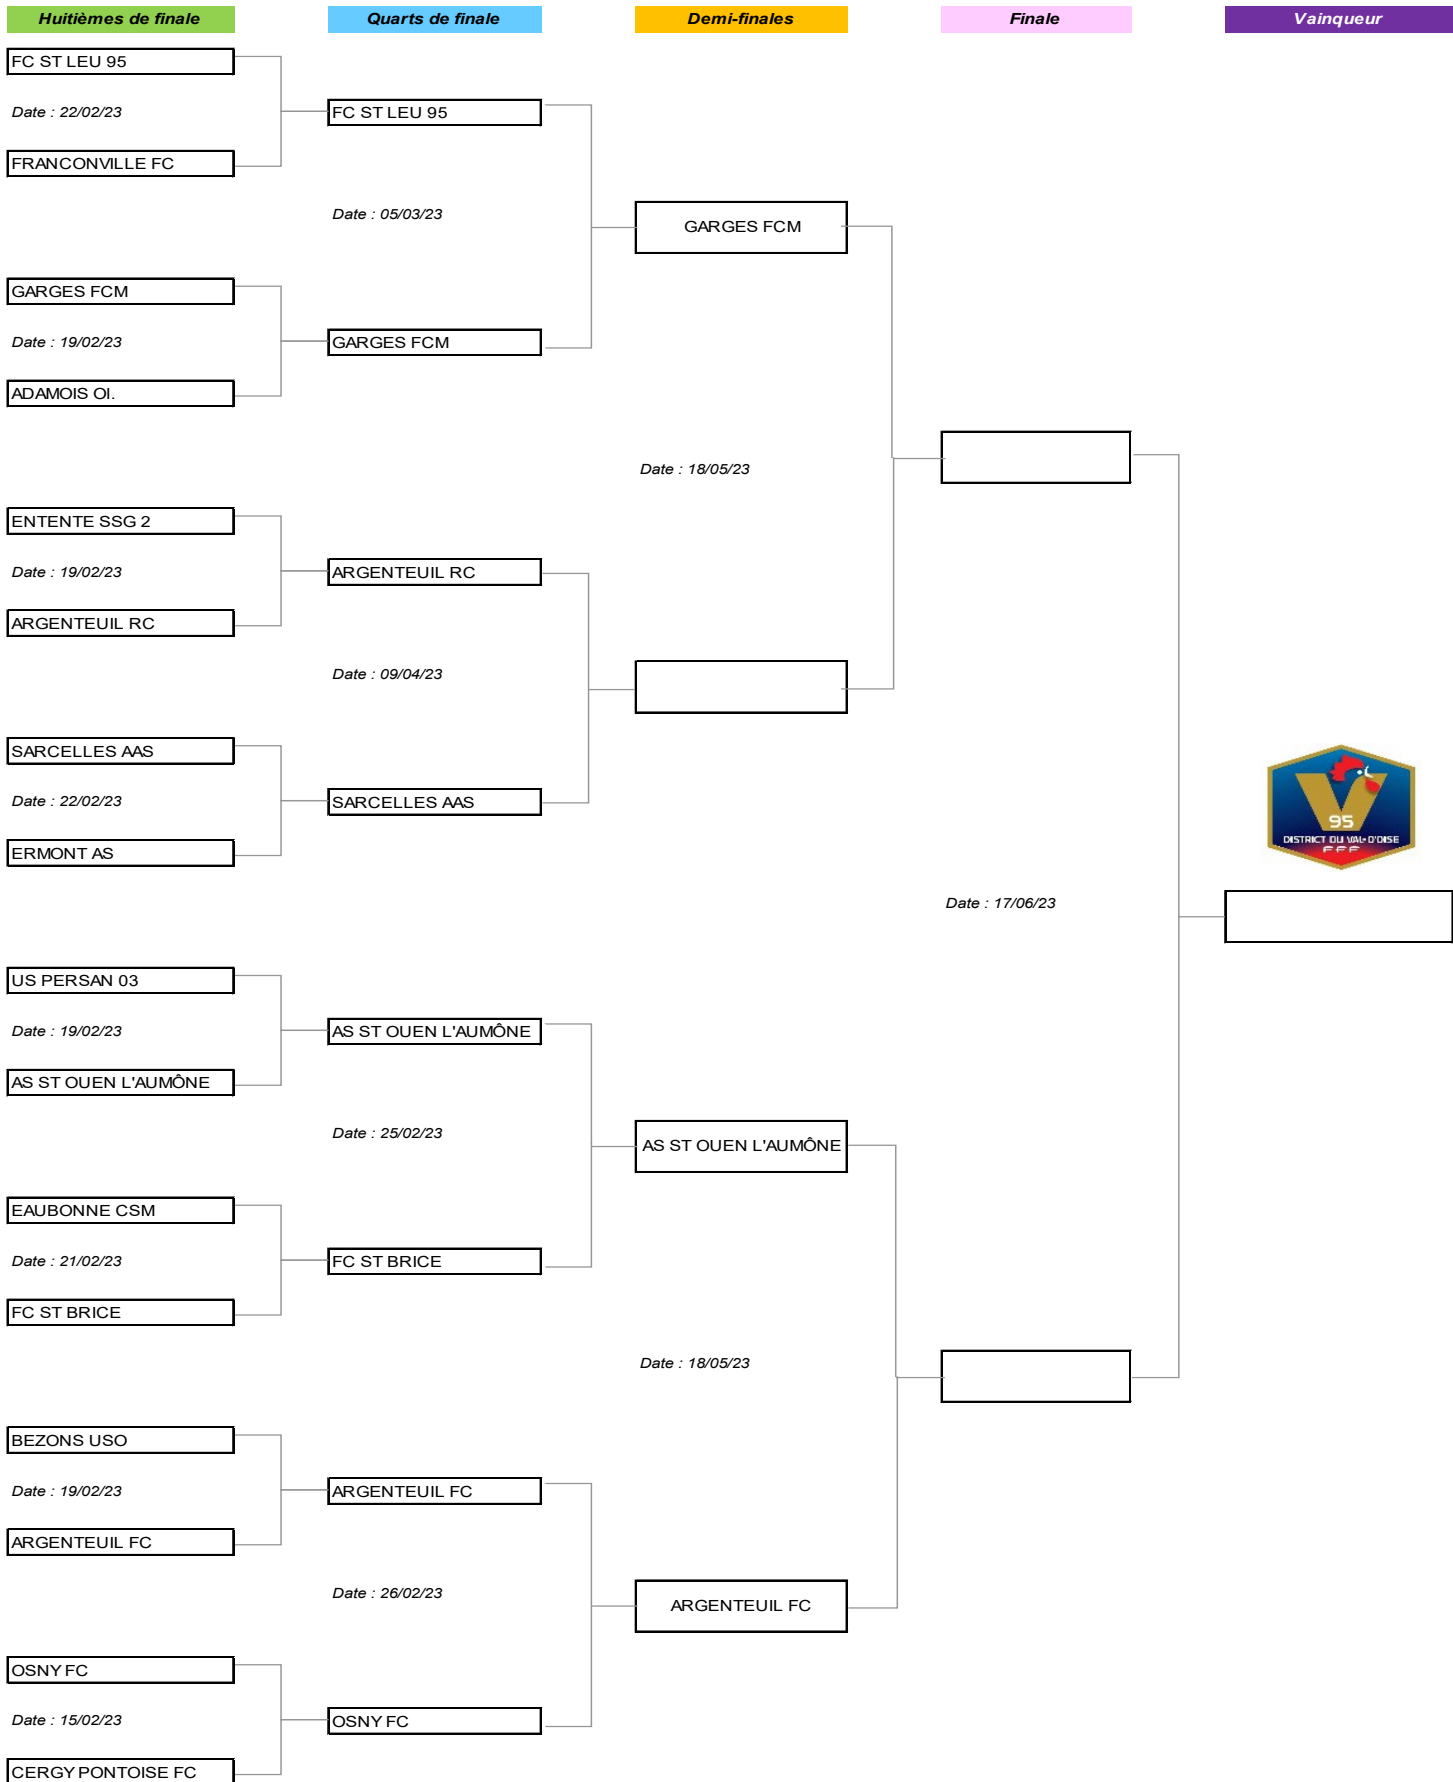 Huitièmes de finale
Quarts de finale
Demi-finales
Finale
Vainqueur
FC ST LEU 95
Date : 22/02/23
FC ST LEU 95
FRANCONVILLE FC
Date : 05/03/23
GARGES FCM
GARGES FCM
Date : 19/02/23
GARGES FCM
ADAMOIS Ol.
Date : 18/05/23
ENTENTE SSG 2
Date : 19/02/23
ARGENTEUIL RC
ARGENTEUIL RC
Date : 09/04/23
SARCELLES AAS
Date : 22/02/23
SARCELLES AAS
ERMONT AS
95
DISTRICT DU VAL-D'OISE
FFF
Date : 17/06/23
US PERSAN 03
Date : 19/02/23
AS ST OUEN L'AUMÔNE
AS ST OUEN L'AUMÔNE
Date : 25/02/23
AS ST OUEN L'AUMÔNE
EAUBONNE CSM
Date : 21/02/23
FC ST BRICE
FC ST BRICE
Date : 18/05/23
BEZONS USO
Date : 19/02/23
ARGENTEUIL FC
ARGENTEUIL FC
Date : 26/02/23
ARGENTEUIL FC
OSNY FC
Date : 15/02/23
OSNY FC
CERGY PONTOISE FC